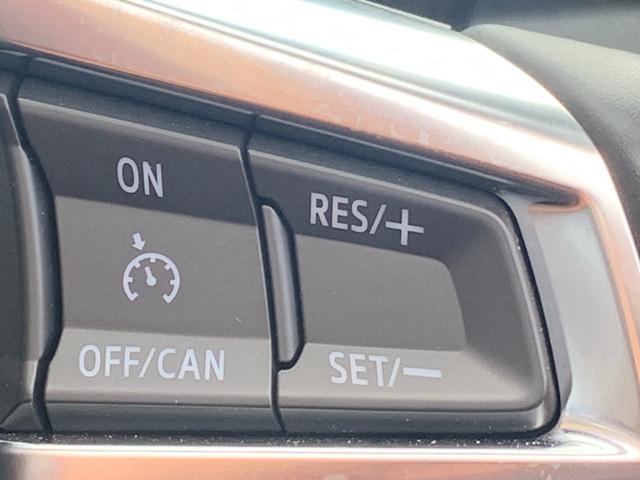 ON
RES/+
OFF/CAN
SET/—